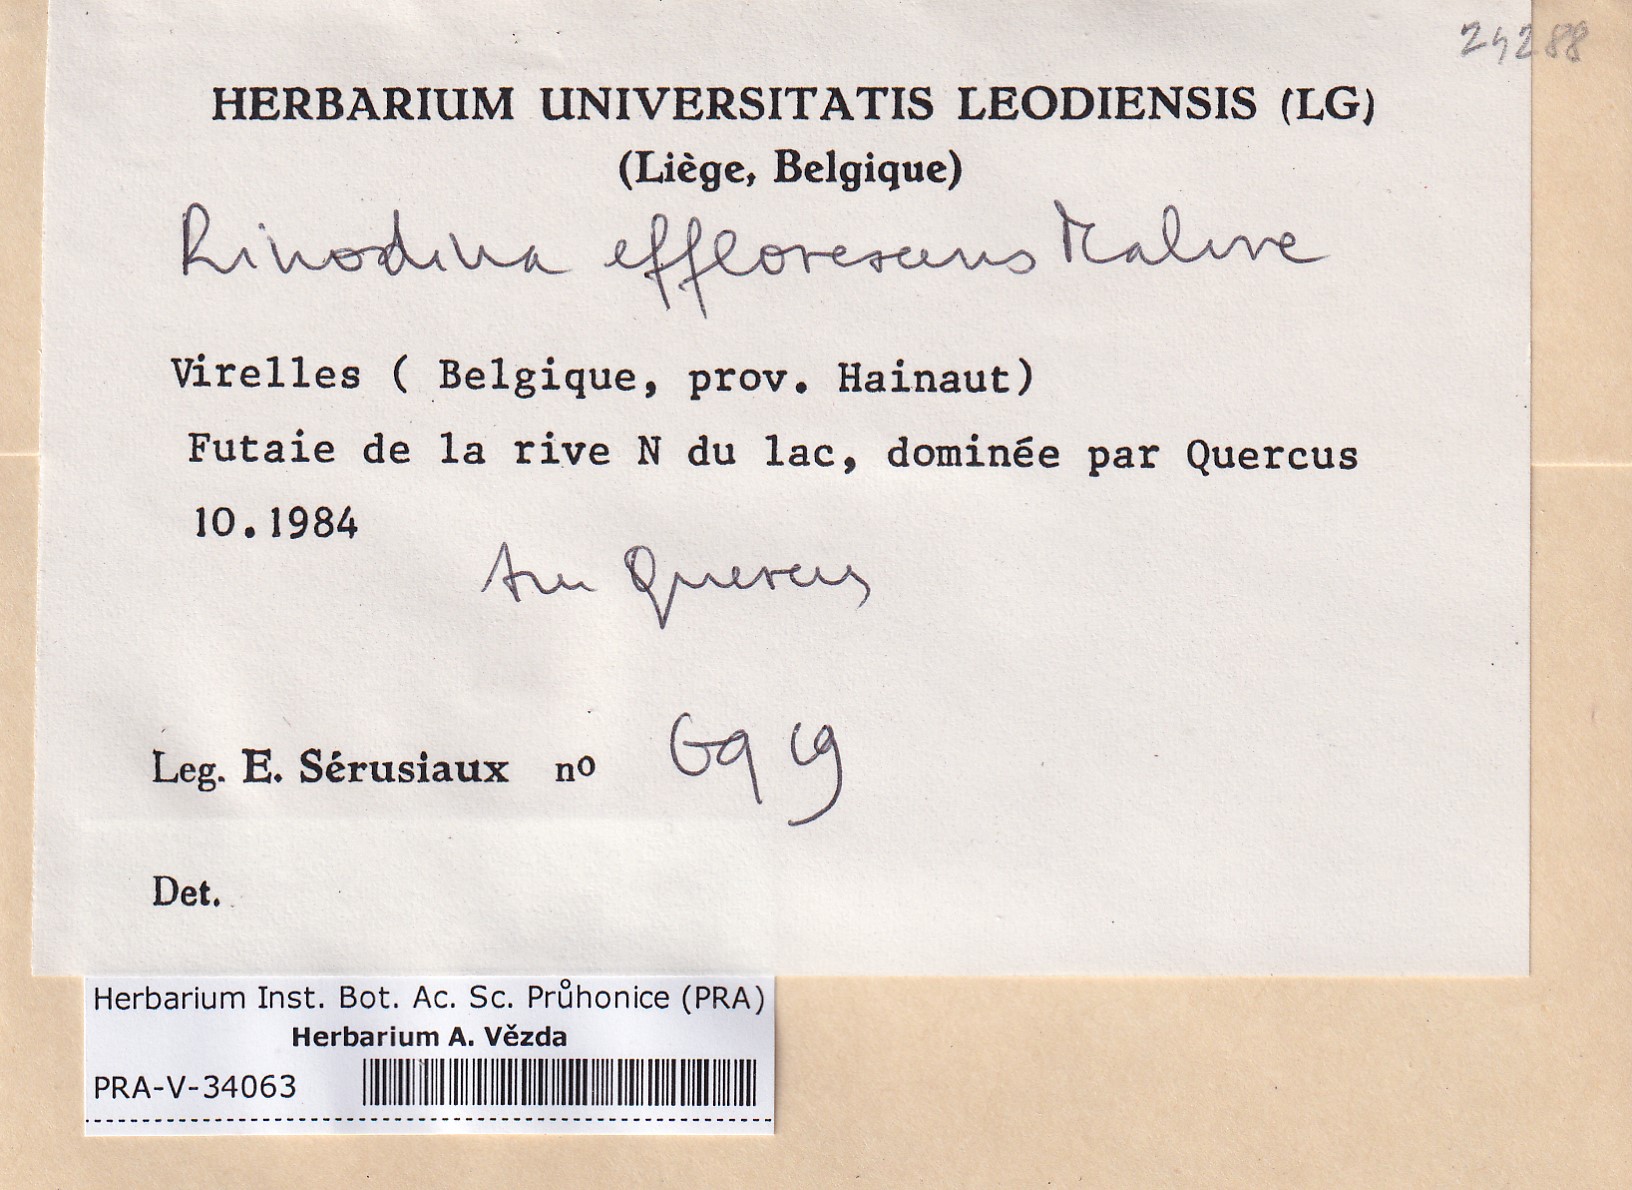 24288
HERBARIUM UNIVERSITATIS LEODIENSIS (LG)
(Liège, Belgique)
Rinodina efflorescens Malme
Virelles ( Belgique, prov. Hainaut)
Futaie de la rive N du lac, dominée par Quercus
10.1984
sur Quercus
Leg. E. Sérusiaux no
Det.
Herbarium Inst. Bot. Ac. Sc. Průhonice (PRA)
Herbarium A. Vězda
PRA-V-34063